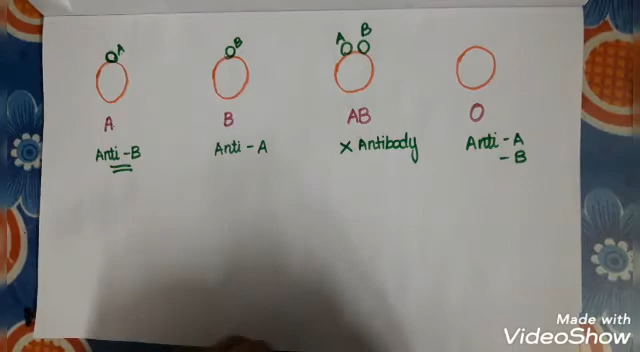 A B A B
A B AB O
Anti-B Anti-A X Antibody Anti-A
-B
Made with
VideoShow